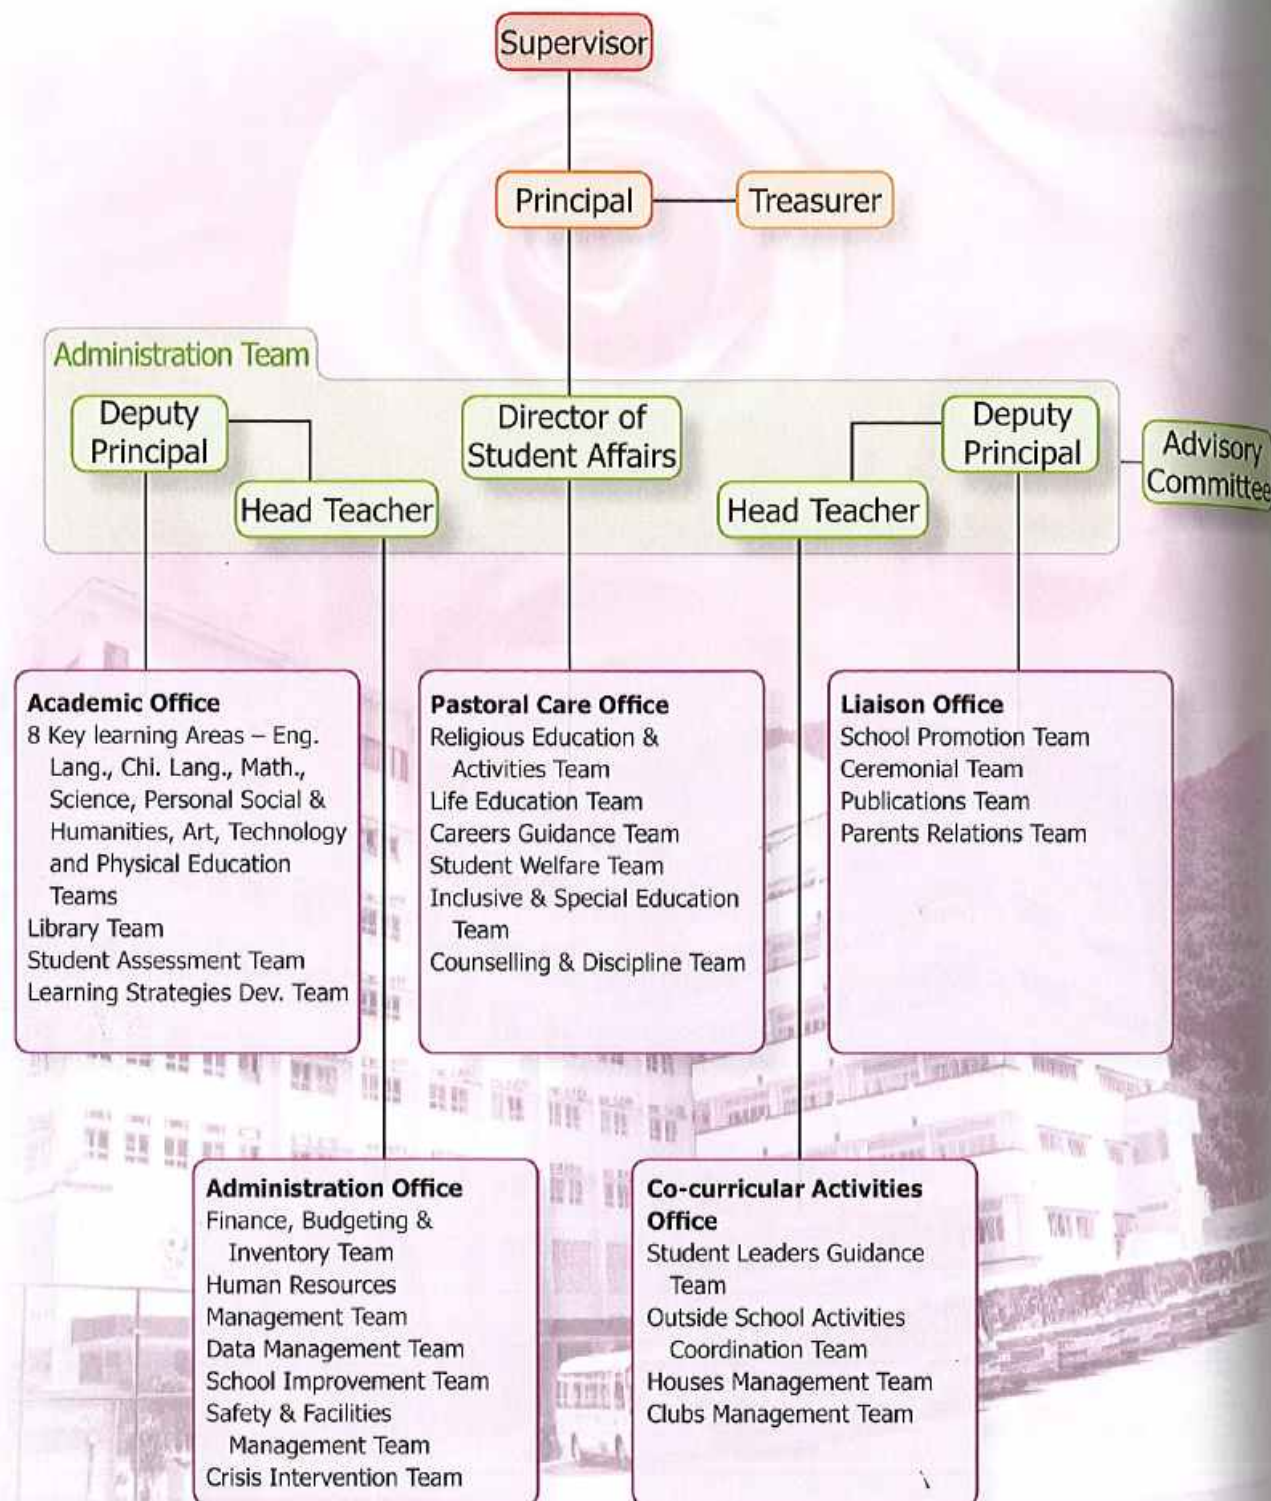 Supervisor
Principal
Treasurer
Administration Team
Deputy
Principal
Head Teacher
Director of
Student Affairs
Head Teacher
Deputy
Principal
Advisory
Committee
Academic Office
8 Key learning Areas – Eng.
Lang., Chi. Lang., Math.,
Science, Personal Social &
Humanities, Art, Technology
and Physical Education
Teams
Library Team
Student Assessment Team
Learning Strategies Dev. Team
Pastoral Care Office
Religious Education &
Activities Team
Life Education Team
Careers Guidance Team
Student Welfare Team
Inclusive & Special Education
Team
Counselling & Discipline Team
Liaison Office
School Promotion Team
Ceremonial Team
Publications Team
Parents Relations Team
Administration Office
Finance, Budgeting &
Inventory Team
Human Resources
Management Team
Data Management Team
School Improvement Team
Safety & Facilities
Management Team
Crisis Intervention Team
Co-curricular Activities
Office
Student Leaders Guidance
Team
Outside School Activities
Coordination Team
Houses Management Team
Clubs Management Team